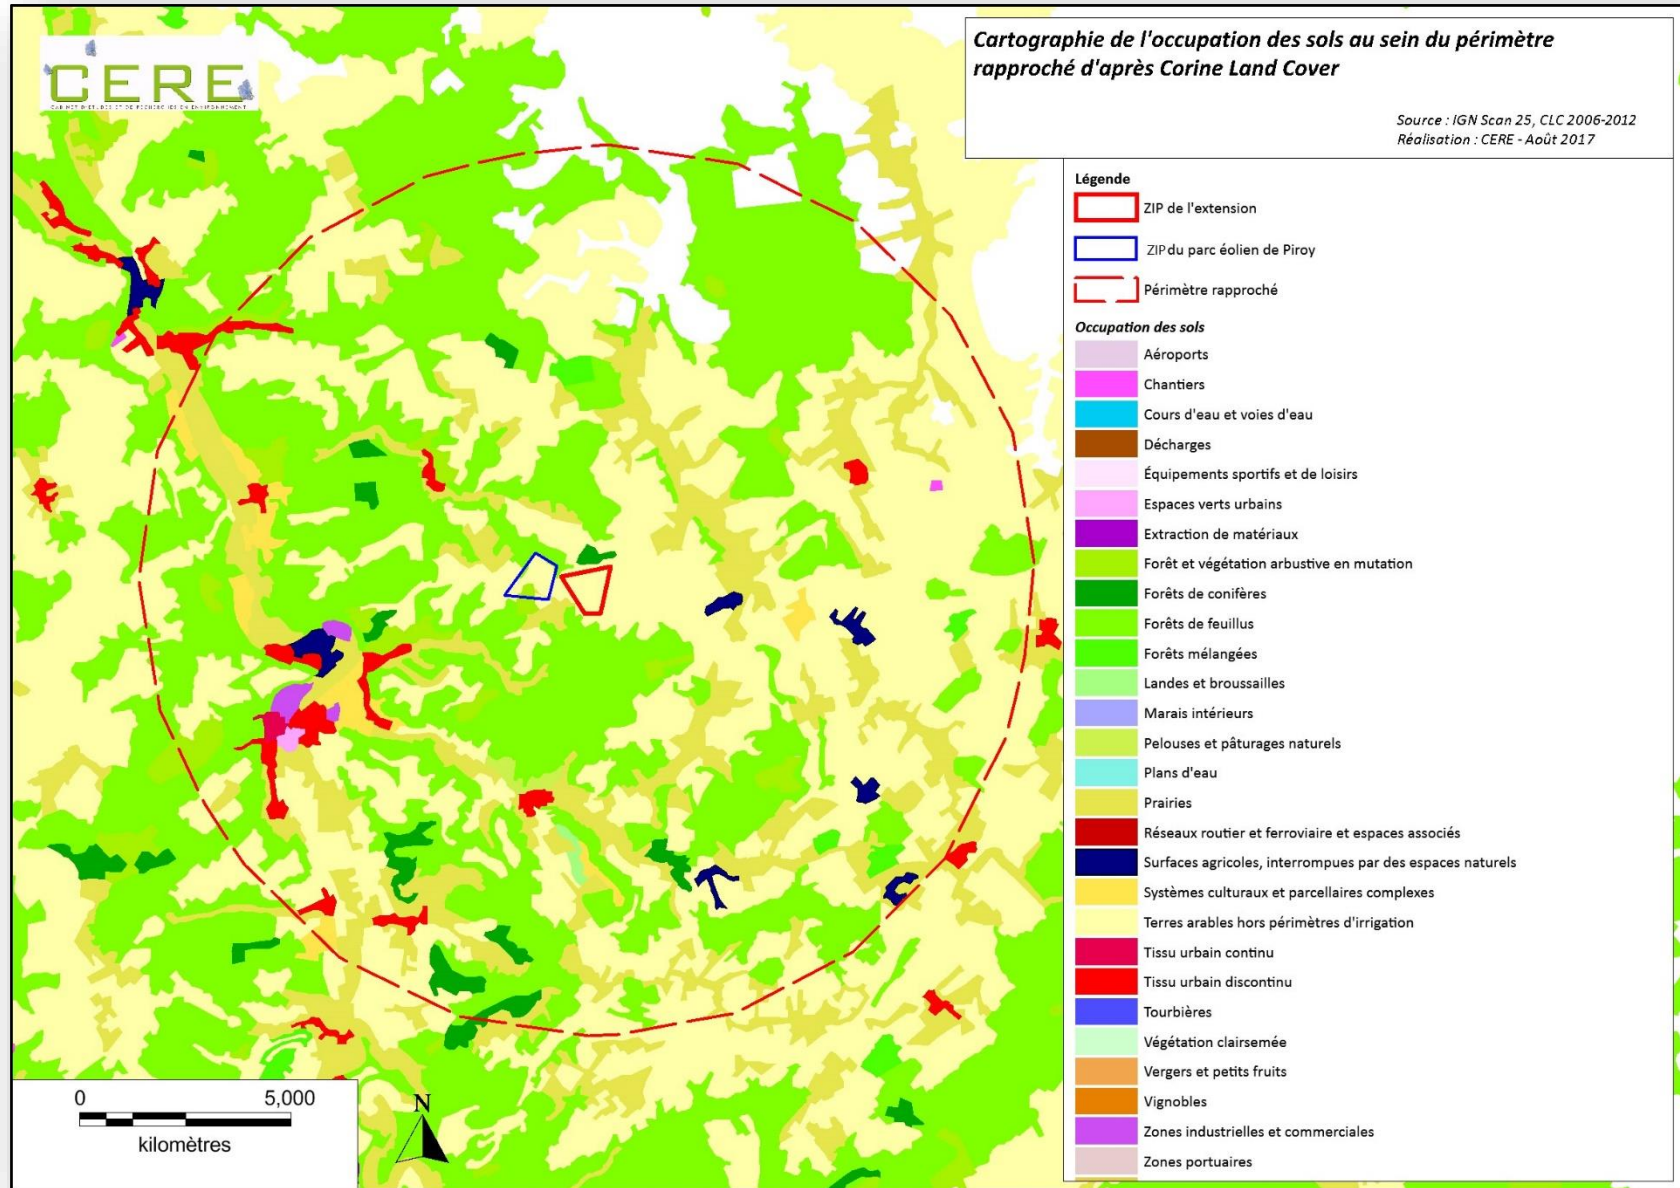 CERE
CABINET D'ETUDES ET DE RECHERCHES EN ENVIRONNEMENT
Cartographie de l'occupation des sols au sein du périmètre
rapproché d'après Corine Land Cover
Source : IGN Scan 25, CLC 2006-2012
Réalisation : CERE - Août 2017
Légende
ZIP de l'extension
ZIP du parc éolien de Piroy
Périmètre rapproché
Occupation des sols
Aéroports
Chantiers
Cours d'eau et voies d'eau
Décharges
Équipements sportifs et de loisirs
Espaces verts urbains
Extraction de matériaux
Forêt et végétation arbustive en mutation
Forêts de conifères
Forêts de feuillus
Forêts mélangées
Landes et broussailles
Marais intérieurs
Pelouses et pâturages naturels
Plans d'eau
Prairies
Réseaux routier et ferroviaire et espaces associés
Surfaces agricoles, interrompues par des espaces naturels
Systèmes culturaux et parcellaires complexes
Terres arables hors périmètres d'irrigation
Tissu urbain continu
Tissu urbain discontinu
Tourbières
Végétation clairsemée
Vergers et petits fruits
Vignobles
Zones industrielles et commerciales
Zones portuaires
0 5,000
kilomètres
N